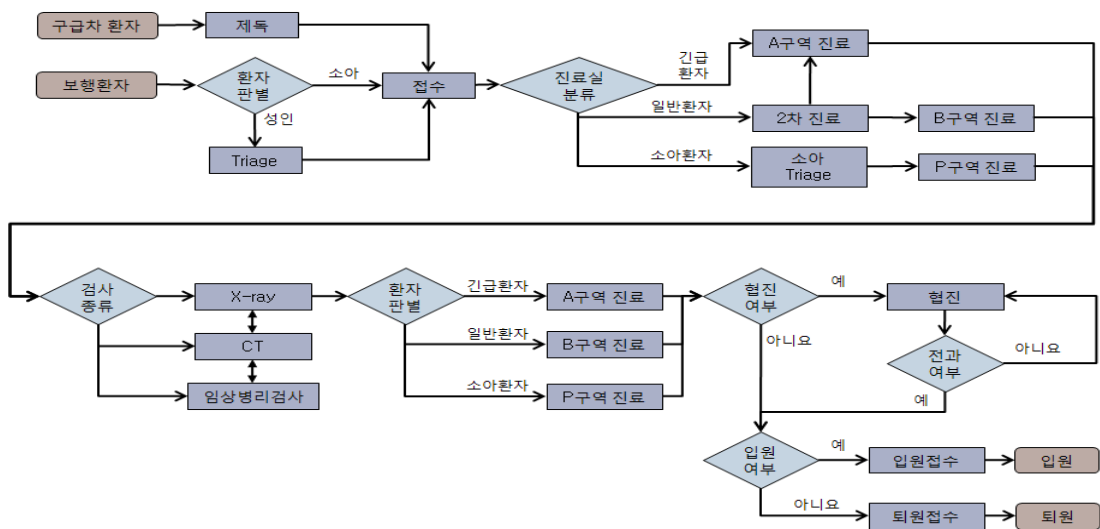 구급차 환자
제독
보행환자
환자
판별
소아
성인
Triage
접수
진료실
분류
긴급
환자
일반환자
소아환자
A구역 진료
2차 진료
B구역 진료
소아
Triage
P구역 진료
검사
종류
X-ray
CT
임상병리검사
환자
판별
긴급환자
일반환자
소아환자
A구역 진료
B구역 진료
P구역 진료
협진
여부
예
아니요
협진
전과
여부
아니요
예
입원
여부
예
아니요
입원접수
입원
퇴원접수
퇴원